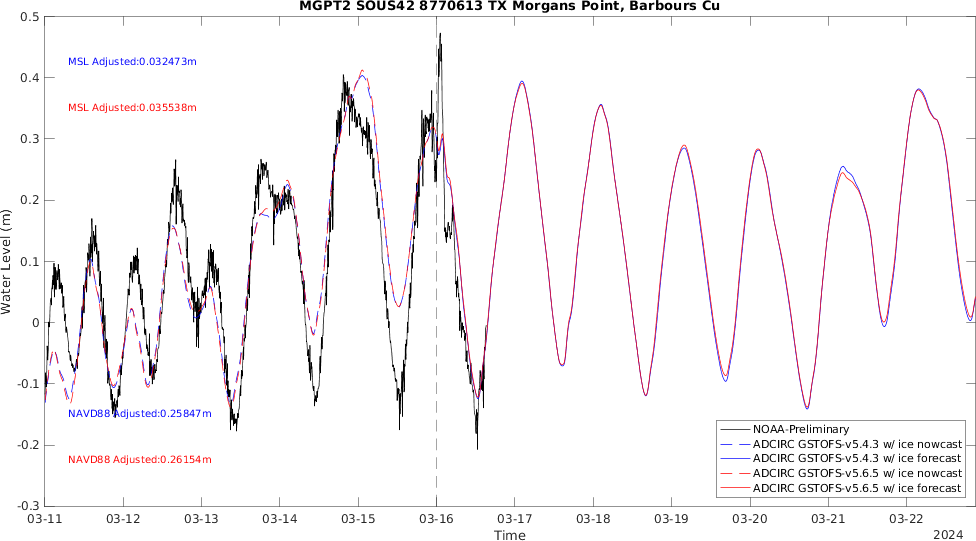 MGPT2 SOUS42 8770613 TX Morgans Point, Barbours Cu
0.5
0.4
0.3
0.2
0.1
0
-0.1
-0.2
-0.3
Water Level (m)
MSL Adjusted:0.032473m
MSL Adjusted:0.035538m
NAVD88 Adjusted:0.25847m
NAVD88 Adjusted:0.26154m
NOAA-Preliminary
ADCIRC GSTOFS-v5.4.3 w/ ice nowcast
ADCIRC GSTOFS-v5.4.3 w/ ice forecast
ADCIRC GSTOFS-v5.6.5 w/ ice nowcast
ADCIRC GSTOFS-v5.6.5 w/ ice forecast
03-11 03-12 03-13 03-14 03-15 03-16 03-17 03-18 03-19 03-20 03-21 03-22
Time
2024